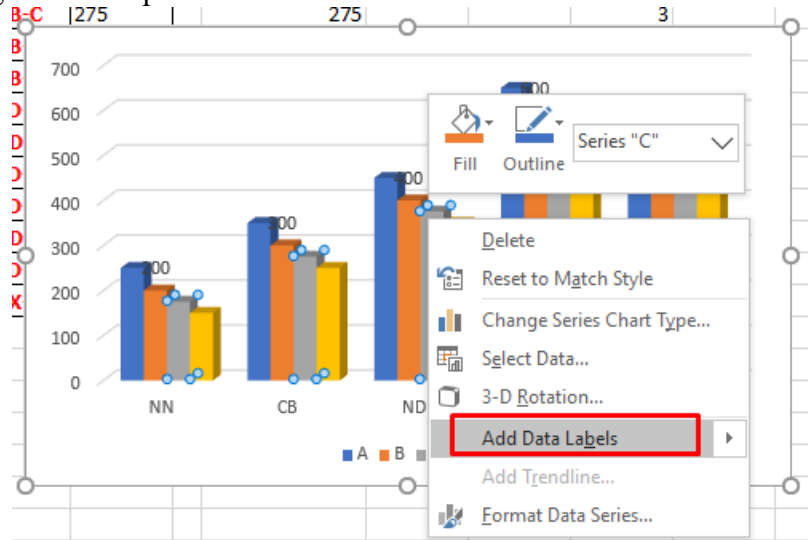 B-C 275 275 3
B
B
D
D
D
D
D
D
X
700
600
500
400
300
200
100
0
200
300
400
NN CB ND
A B
Fill Outline Series "C"
Delete
Reset to Match Style
Change Series Chart Type...
Select Data...
3-D Rotation...
Add Data Labels
Add Trendline...
Format Data Series...